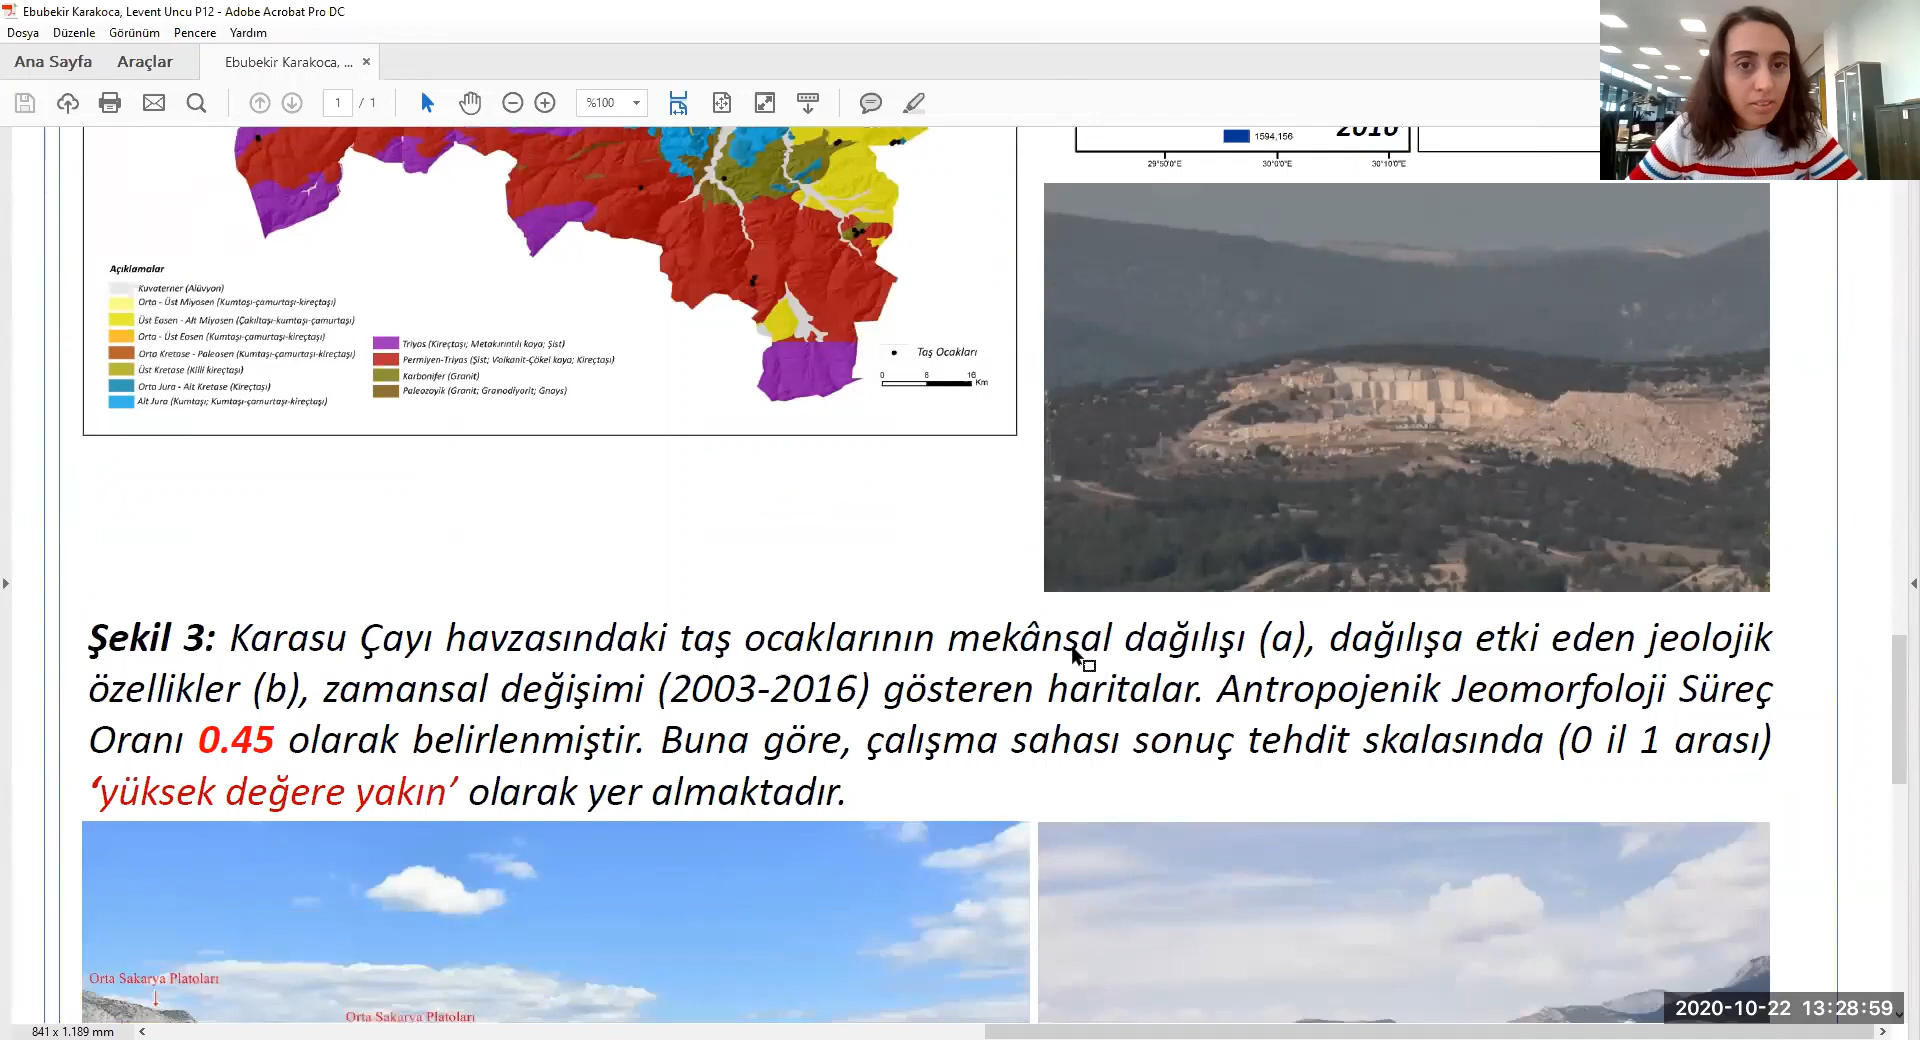 Ebubekir Karakoca, Levent Uncu P12 - Adobe Acrobat Pro DC
Dosya Düzenle Görünüm Pencere Yardım
Ana Sayfa Araçlar Ebubekir Karakoca, ... ×
1 / 1 %100
1594,156 2016
29°50'0"E 30°0'0"E 30°10'0"E
Açıklamalar
Kuvaterner (Alüvyon)
Orta - Üst Miyosen (Kumtaşı-çamurtaşı-kireçtaşı)
Üst Eosen - Alt Miyosen (Çakıltaşı-kumtaşı-çamurtaşı)
Orta - Üst Eosen (Kumtaşı-çamurtaşı-kireçtaşı)
Orta Kretase - Paleosen (Kumtaşı-çamurtaşı-kireçtaşı)
Üst Kretase (Killi kireçtaşı)
Orta Jura - Alt Kretase (Kireçtaşı)
Alt Jura (Kumtaşı; Kumtaşı-çamurtaşı-kireçtaşı)
Triyas (Kireçtaşı; Metakırıntılı kaya; Şist)
Permiyen-Triyas (Şist; Volkanit-Çökel kaya; Kireçtaşı)
Karbonifer (Granit)
Paleozoyik (Granit; Granodiyorit; Gnays)
Taş Ocakları
0 8 16
Km
Şekil 3: Karasu Çayı havzasındaki taş ocaklarının mekânsal dağılışı (a), dağılışa etki eden jeolojik
özellikler (b), zamansal değişimi (2003-2016) gösteren haritalar. Antropojenik Jeomorfoloji Süreç
Oranı 0.45 olarak belirlenmiştir. Buna göre, çalışma sahası sonuç tehdit skalasında (0 il 1 arası)
‘yüksek değere yakın’ olarak yer almaktadır.
Orta Sakarya Platoları
Orta Sakarya Platoları
2020-10-22 13:28:59
841 x 1.189 mm